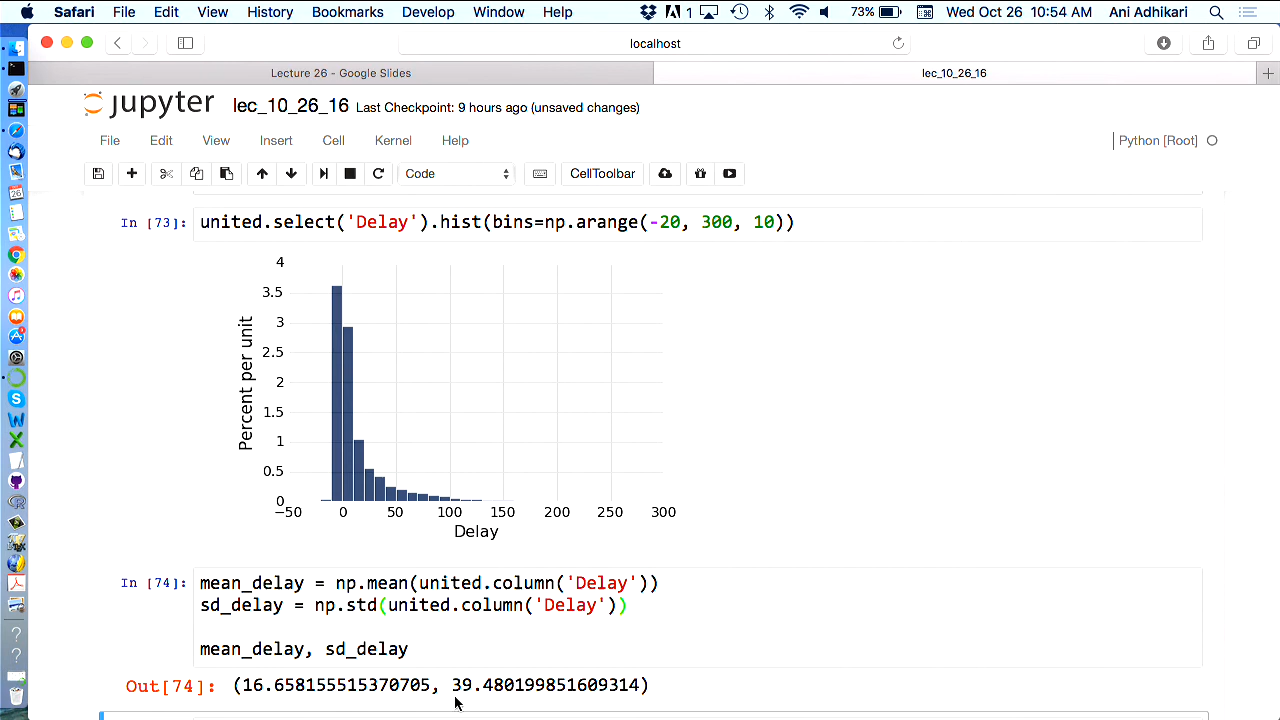 Safari File Edit View History Bookmarks Develop Window Help 1 73% Wed Oct 26 10:54 AM Ani Adhikari
localhost
Lecture 26 - Google Slides lec_10_26_16
jupyter lec_10_26_16 Last Checkpoint: 9 hours ago (unsaved changes)
File Edit View Insert Cell Kernel Help Python [Root]
Code CellToolbar
In [73]: united.select('Delay').hist(bins=np.arange(-20, 300, 10))
4
3.5
3
2.5
2
1.5
1
0.5
0
Percent per unit
−50 0 50 100 150 200 250 300
Delay
In [74]: mean_delay = np.mean(united.column('Delay'))
sd_delay = np.std(united.column('Delay'))
mean_delay, sd_delay
Out[74]: (16.658155515370705, 39.480199851609314)